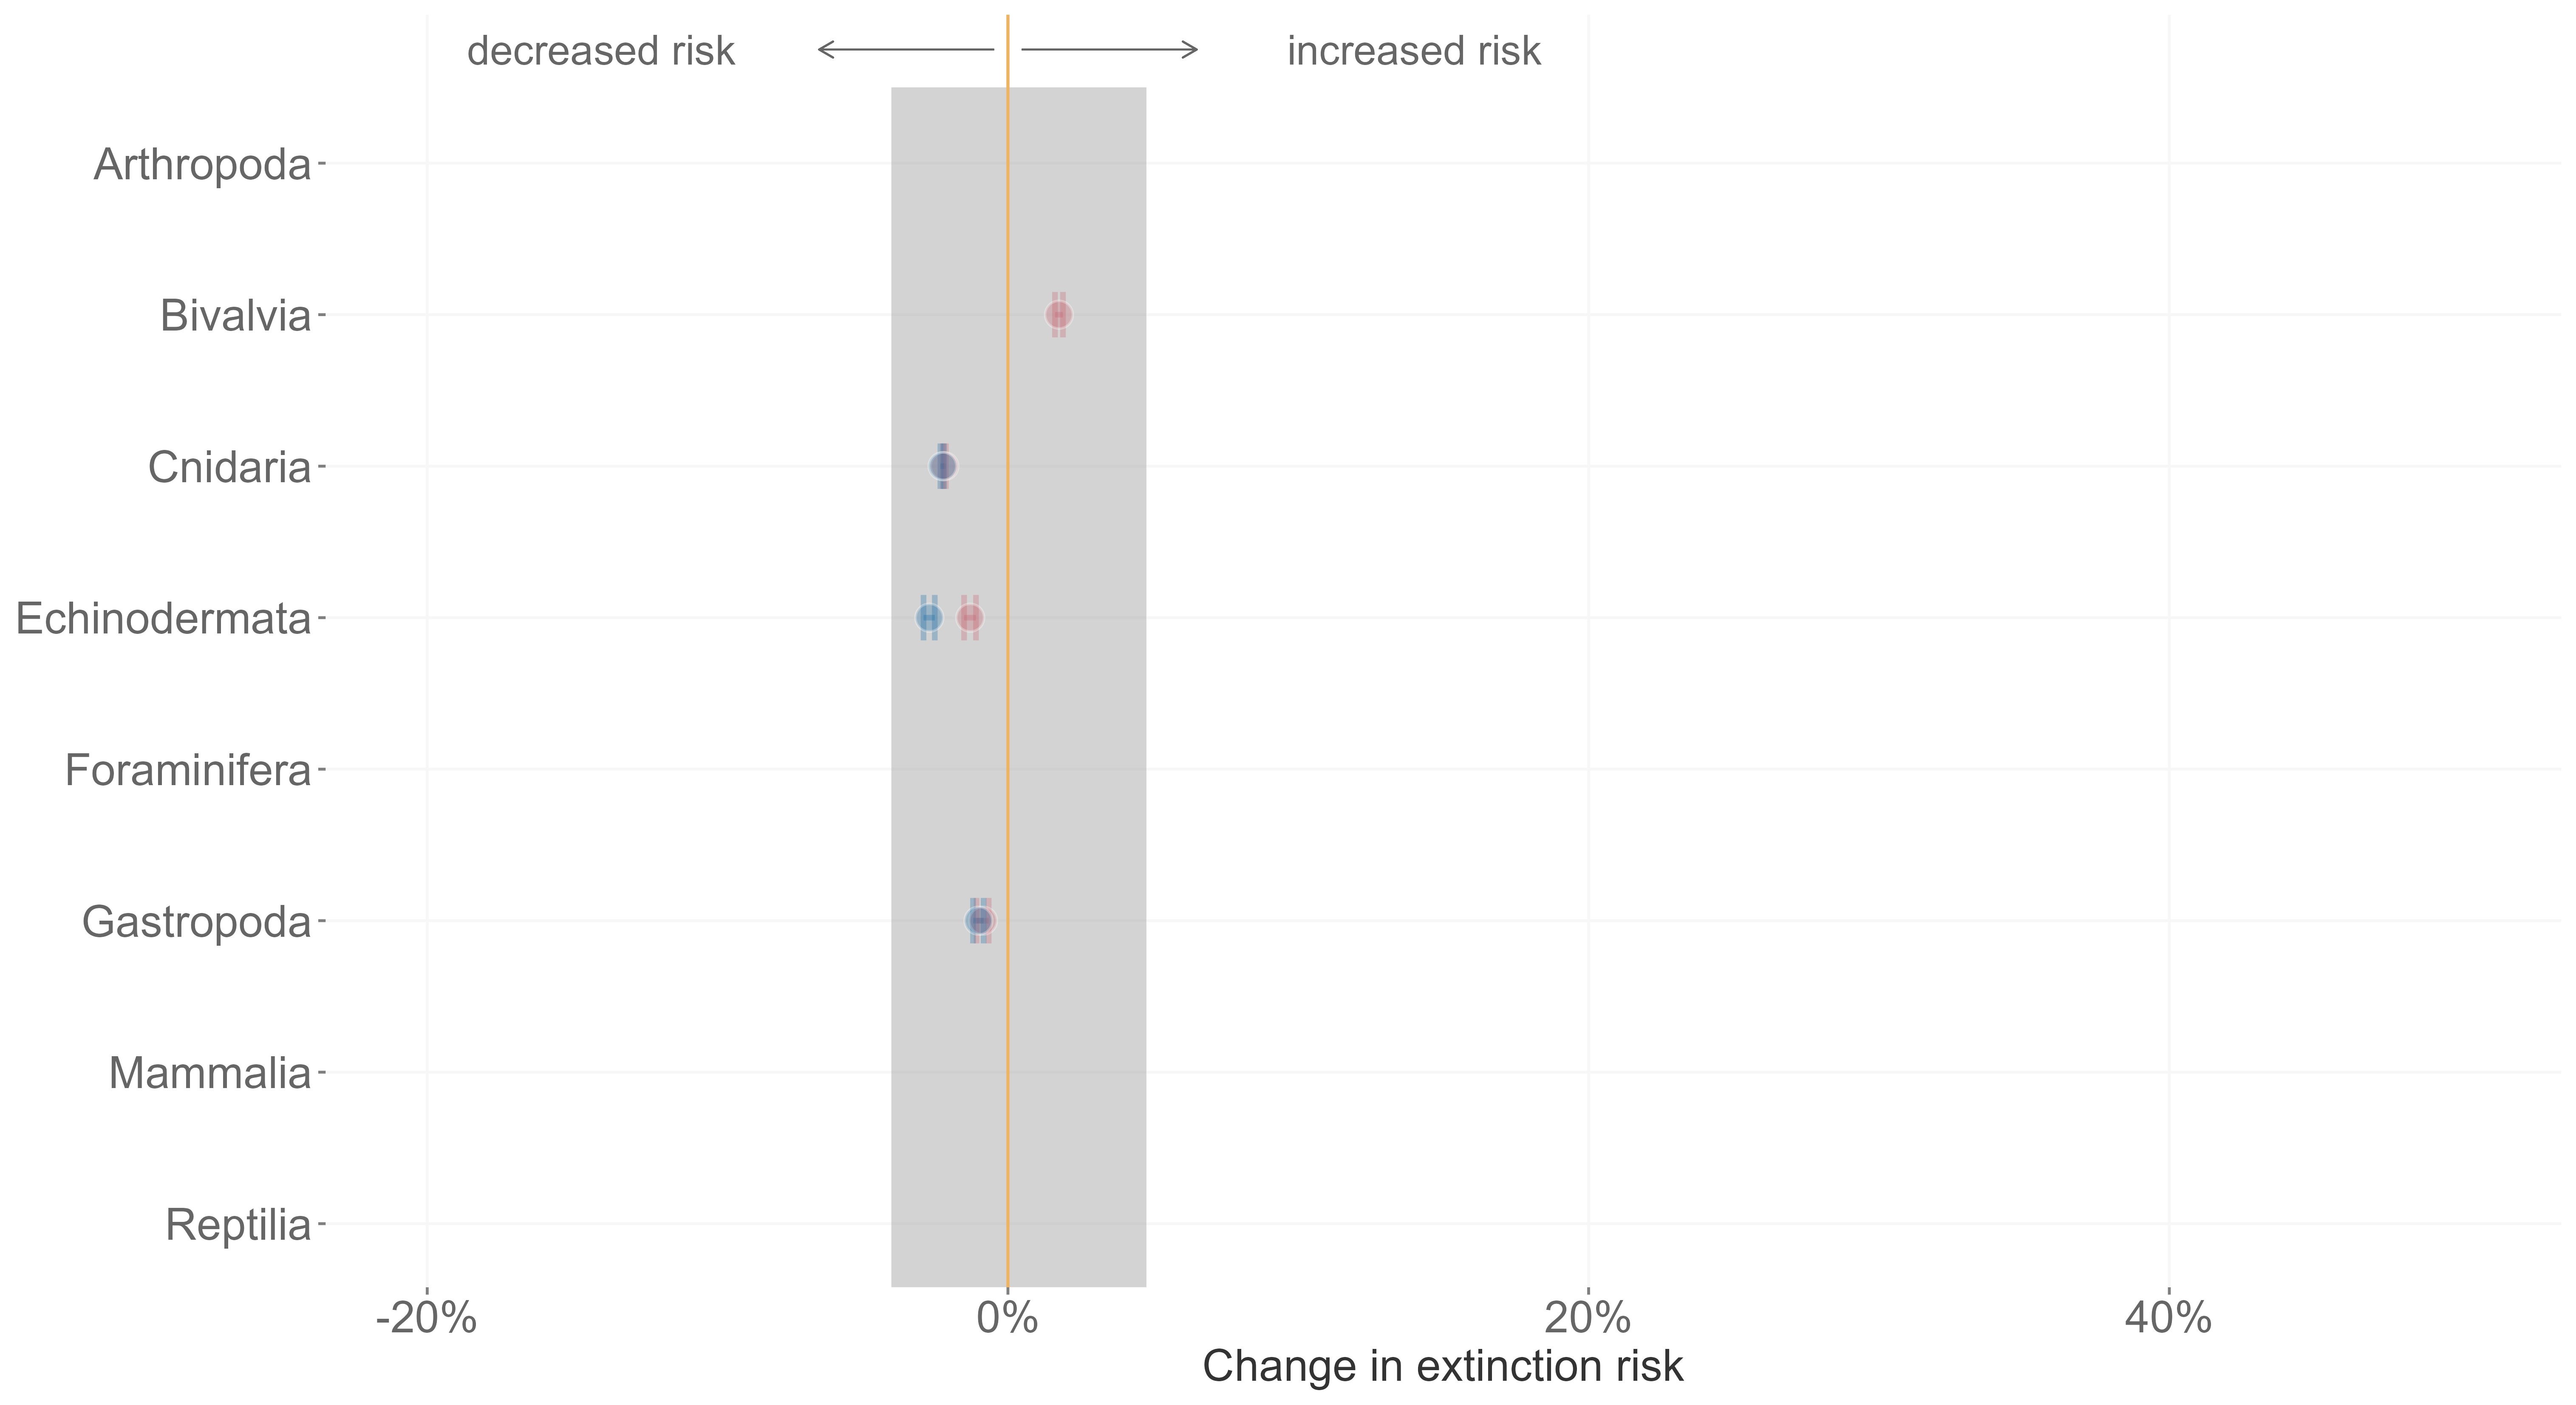 decreased risk
increased risk
Arthropoda
Bivalvia
Cnidaria
Echinodermata
Foraminifera
Gastropoda
Mammalia
Reptilia
-20%
0%
20%
40%
Change in extinction risk